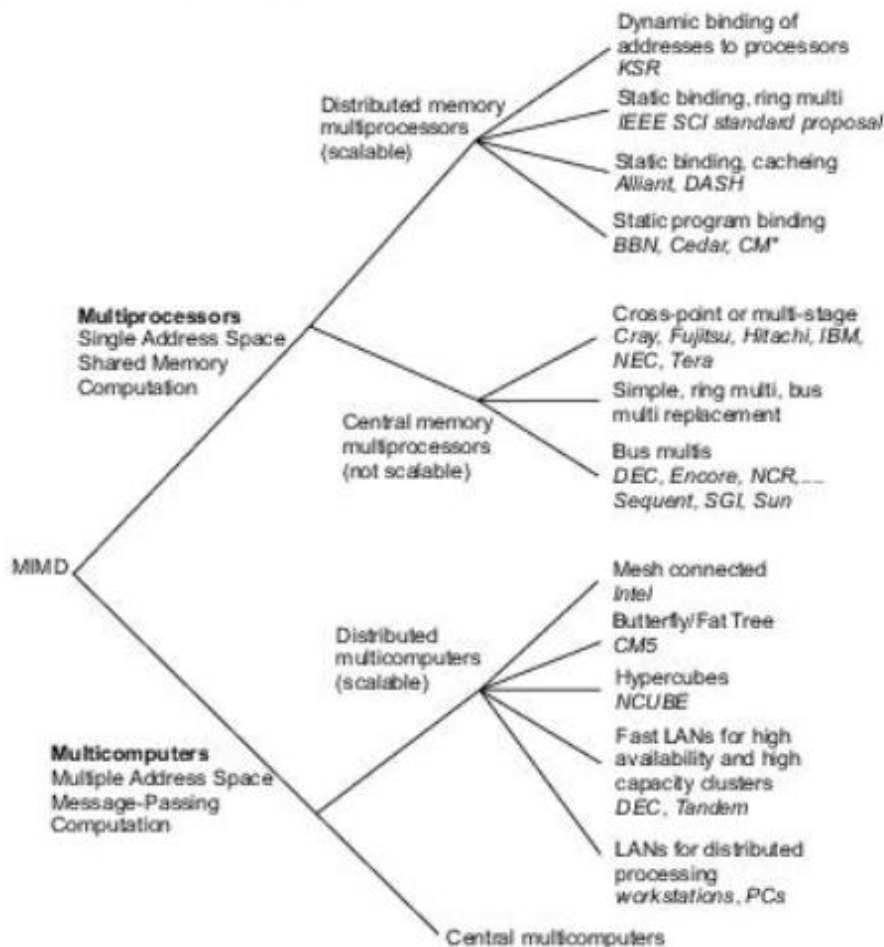 Dynamic binding of
addresses to processors
KSR
Distributed memory
multiprocessors
(scalable)
Static binding, ring multi
IEEE SCI standard proposal
Static binding, cacheing
Alliant, DASH
Static program binding
BBN, Cedar, CM*
Multiprocessors
Single Address Space
Shared Memory
Computation
Cross-point or multi-stage
Cray, Fujitsu, Hitachi, IBM,
NEC, Tera
Simple, ring multi, bus
multi replacement
Central memory
multiprocessors
(not scalable)
Bus multis
DEC, Encore, NCR,....
Sequent, SGI, Sun
MIMD
Mesh connected
Intel
Distributed
multicomputers
(scalable)
Butterfly/Fat Tree
CM5
Hypercubes
NCUBE
Multicomputers
Multiple Address Space
Message-Passing
Computation
Fast LANs for high
availability and high
capacity clusters
DEC, Tandem
LANs for distributed
processing
workstations, PCs
Central multicomputers